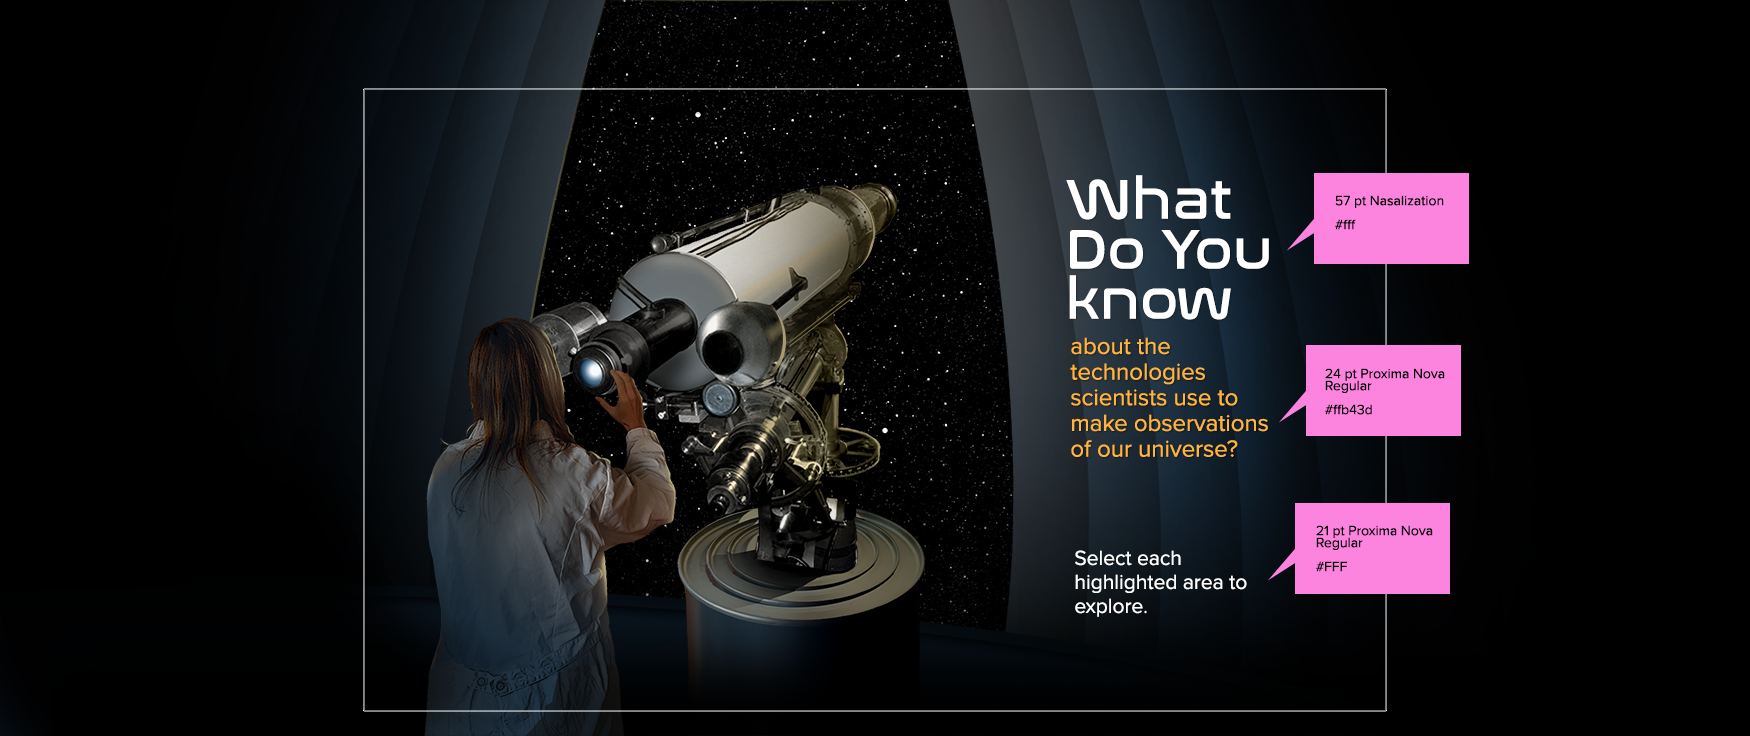 What
Do You
know
about the
technologies
scientists use to
make observations
of our universe?
Select each
highlighted area to
explore.
57 pt Nasalization
#fff
24 pt Proxima Nova
Regular
#ffb43d
21 pt Proxima Nova
Regular
#FFF